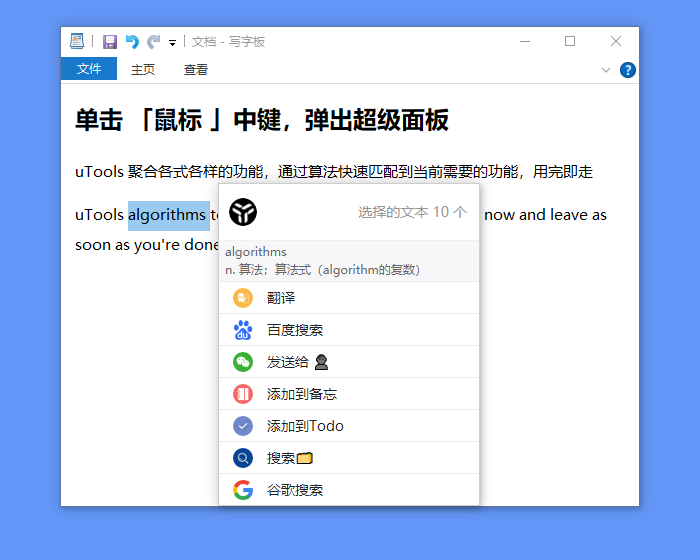 文档 - 写字板
文件 主页 查看
单击 「鼠标 」中键，弹出超级面板
uTools 聚合各式各样的功能，通过算法快速匹配到当前需要的功能，用完即走
uTools algorithms t
now and leave as
soon as you're done
选择的文本 10 个
algorithms
n. 算法；算法式（algorithm的复数）
翻译
du
百度搜索
发送给
添加到备忘
添加到Todo
搜索
谷歌搜索